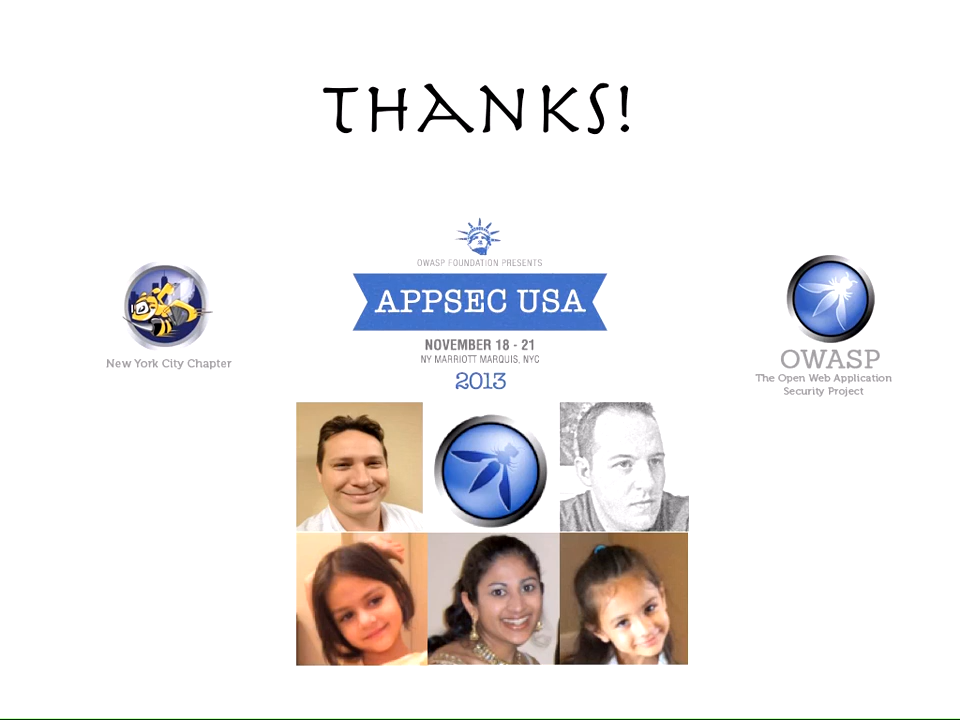 THANKS!
OWASP FOUNDATION PRESENTS
APPSEC USA
NOVEMBER 18 - 21
NY MARRIOTT MARQUIS, NYC
2013
New York City Chapter
OWASP
The Open Web Application
Security Project